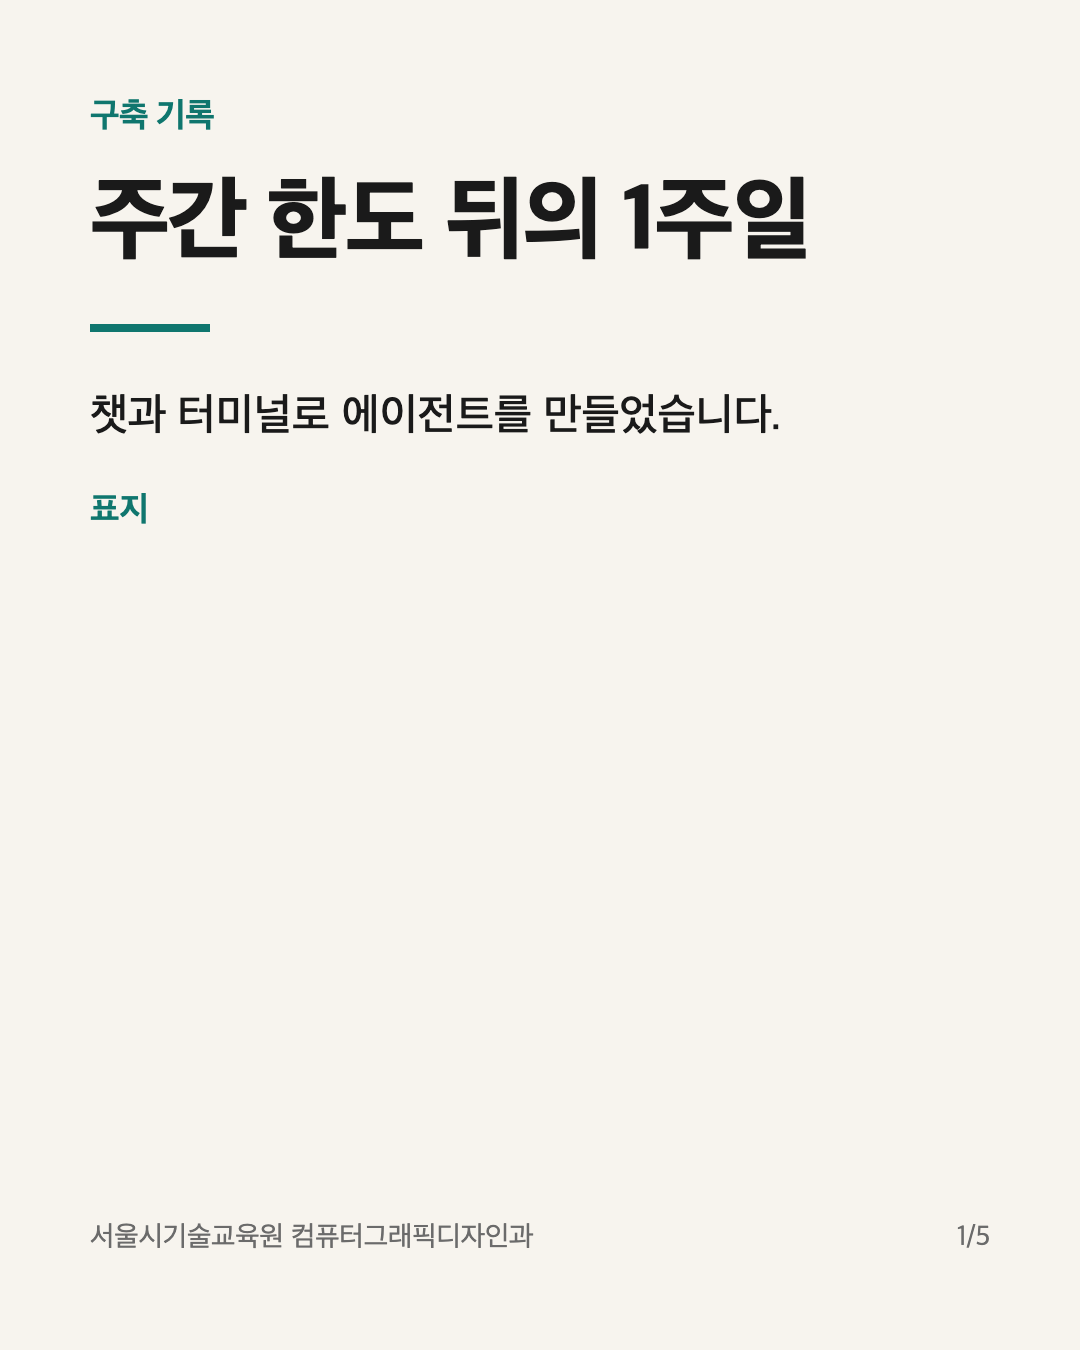 구축 기록
주간 한도 뒤의 1주일
챗과 터미널로 에이전트를 만들었습니다.
표지
서울시기술교육원 컴퓨터그래픽디자인과
1/5